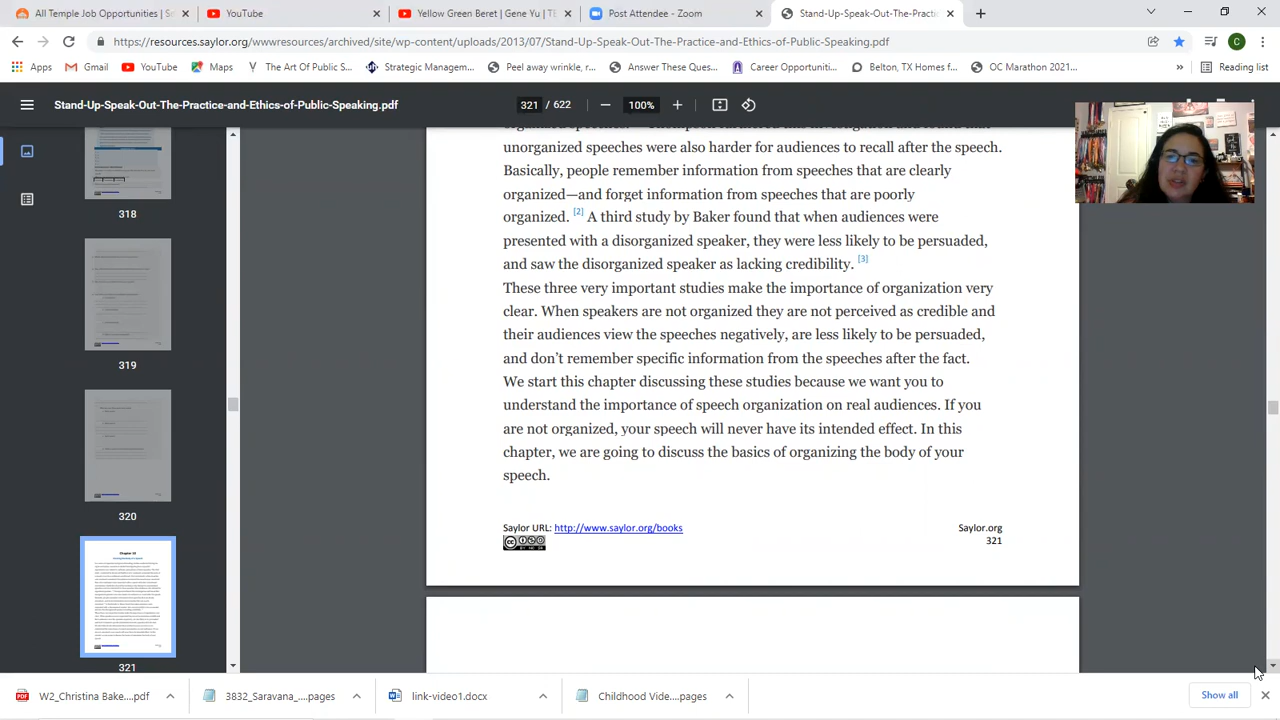 All Temple Job Opportunities | Sm
YouTube
Yellow Green Beret | Gene Yu | TE
Post Attendee - Zoom
Stand-Up-Speak-Out-The-Practice
https://resources.saylor.org/wwwresources/archived/site/wp-content/uploads/2013/07/Stand-Up-Speak-Out-The-Practice-and-Ethics-of-Public-Speaking.pdf
C
Apps
Gmail
YouTube
Maps
The Art Of Public S...
Strategic Managem...
Peel away wrinkle, r...
Answer These Que...
Career Opportuniti...
Belton, TX Homes f...
OC Marathon 2021...
»
Reading list
Stand-Up-Speak-Out-The-Practice-and-Ethics-of-Public-Speaking.pdf
321 / 622
100%
318
319
320
321
unorganized speeches were also harder for audiences to recall after the speech.
Basically, people remember information from speeches that are clearly
organized—and forget information from speeches that are poorly
organized. [2] A third study by Baker found that when audiences were
presented with a disorganized speaker, they were less likely to be persuaded,
and saw the disorganized speaker as lacking credibility. [3]
These three very important studies make the importance of organization very
clear. When speakers are not organized they are not perceived as credible and
their audiences view the speeches negatively, are less likely to be persuaded,
and don't remember specific information from the speeches after the fact.
We start this chapter discussing these studies because we want you to
understand the importance of speech organization on real audiences. If you
are not organized, your speech will never have its intended effect. In this
chapter, we are going to discuss the basics of organizing the body of your
speech.
Saylor URL: http://www.saylor.org/books
Saylor.org
321
W2_Christina Bake....pdf
3832_Saravana_....pages
link-video1.docx
Childhood Vide....pages
Show all